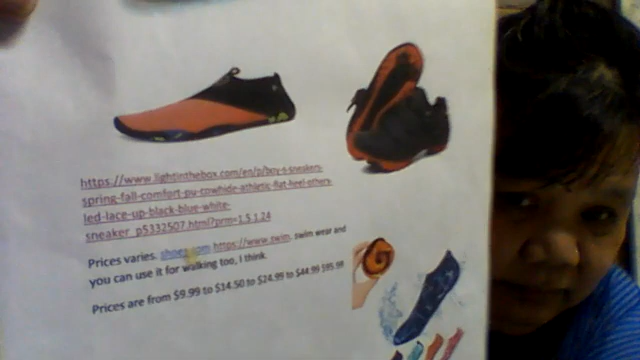 https://www.lightinthebox.com/en/p/boy-s-sneakers-
spring-fall-comfort-pu-cowhide-athletic-flat-heel-others-
led-lace-up-black-blue-white-
sneaker_p5332507.html?prm=1.5.1.24
Prices varies. shoes.com https://www.swim. swim wear and
you can use it for walking too, I think.
Prices are from $9.99 to $14.50 to $24.99 to $44.99 $95.98